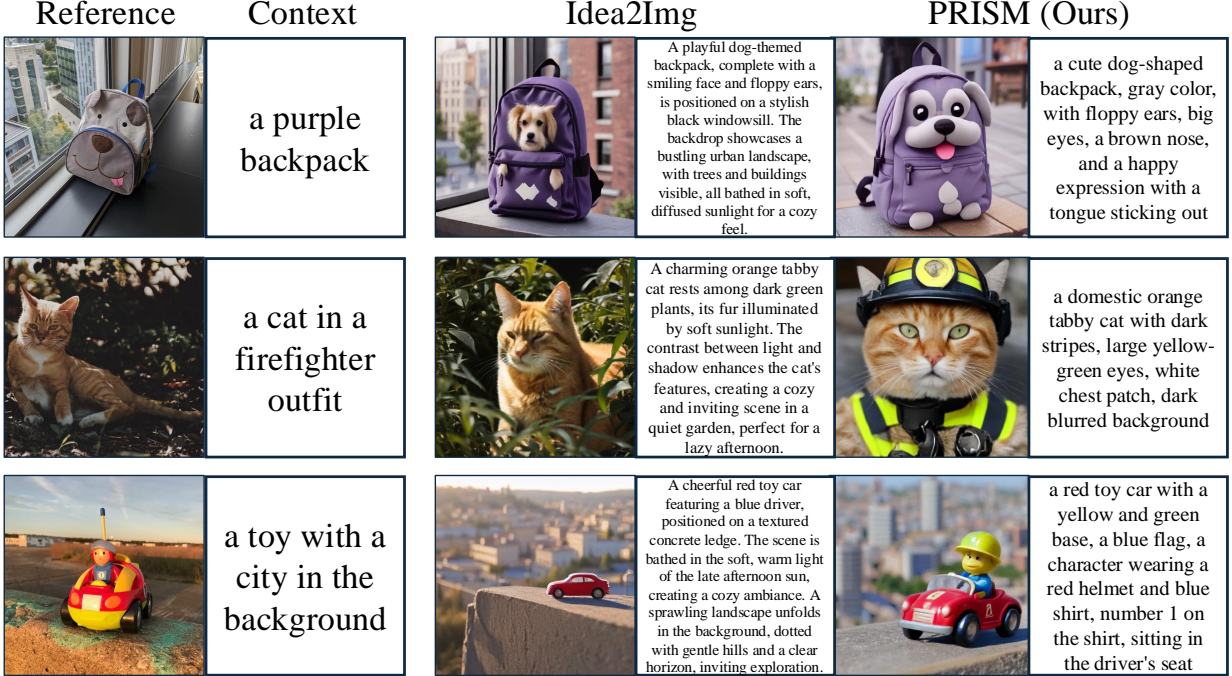 Reference
Context
Idea2Img
PRISM (Ours)
a purple
backpack
A playful dog-themed
backpack, complete with a
smiling face and floppy ears,
is positioned on a stylish
black windowsill. The
backdrop showcases a
bustling urban landscape,
with trees and buildings
visible, all bathed in soft,
diffused sunlight for a cozy
feel.
a cute dog-shaped
backpack, gray color,
with floppy ears, big
eyes, a brown nose,
and a happy
expression with a
tongue sticking out
a cat in a
firefighter
outfit
A charming orange tabby
cat rests among dark green
plants, its fur illuminated
by soft sunlight. The
contrast between light and
shadow enhances the cat's
features, creating a cozy
and inviting scene in a
quiet garden, perfect for a
lazy afternoon.
a domestic orange
tabby cat with dark
stripes, large yellow-
green eyes, white
chest patch, dark
blurred background
a toy with a
city in the
background
A cheerful red toy car
featuring a blue driver,
positioned on a textured
concrete ledge. The scene is
bathed in the soft, warm light
of the late afternoon sun,
creating a cozy ambiance. A
sprawling landscape unfolds
in the background, dotted
with gentle hills and a clear
horizon, inviting exploration.
a red toy car with a
yellow and green
base, a blue flag, a
character wearing a
red helmet and blue
shirt, number 1 on
the shirt, sitting in
the driver's seat